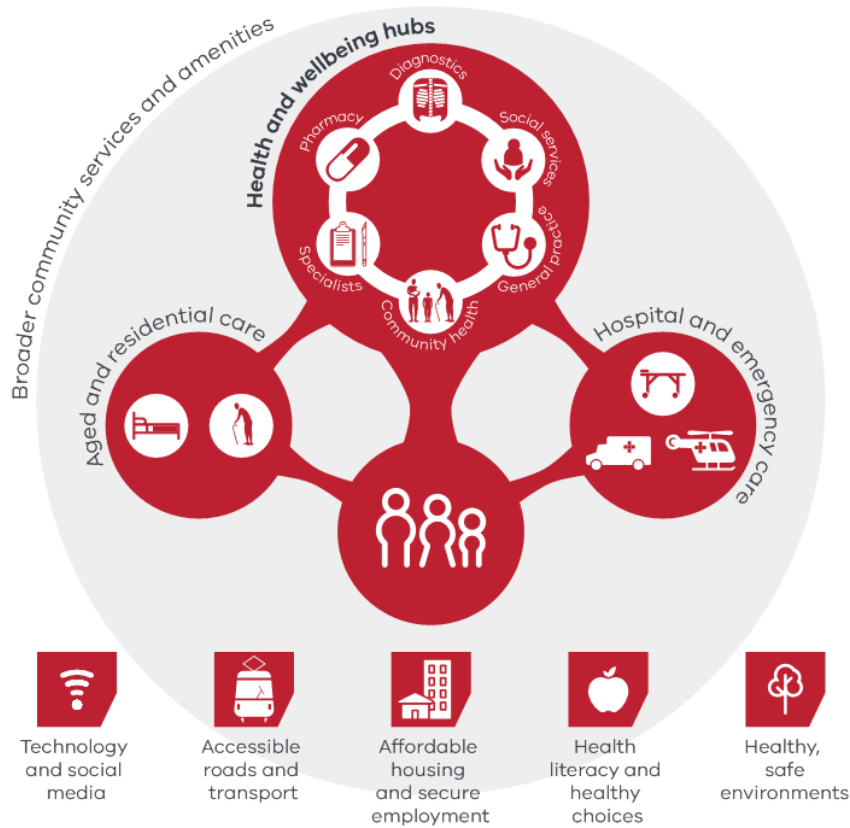 Broader community services and amenities
Health and wellbeing hubs
Diagnostics
Pharmacy
Social services
Specialists
General practice
Community health
Aged and residential care
Hospital and emergency care
Technology
and social
media
Accessible
roads and
transport
Affordable
housing
and secure
employment
Health
literacy and
healthy
choices
Healthy,
safe
environments